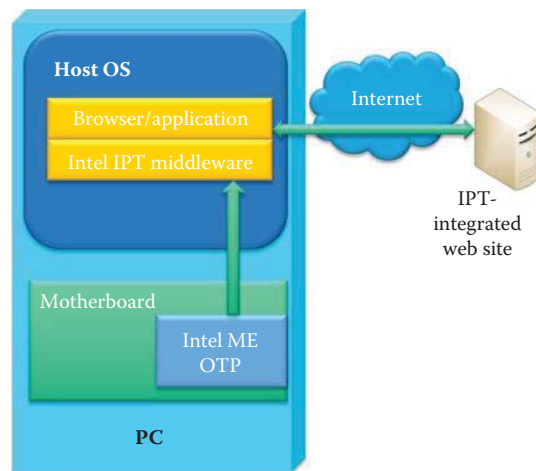 Host OS
Browser/application
Intel IPT middleware
Internet
IPT-
integrated
web site
Motherboard
Intel ME
OTP
PC